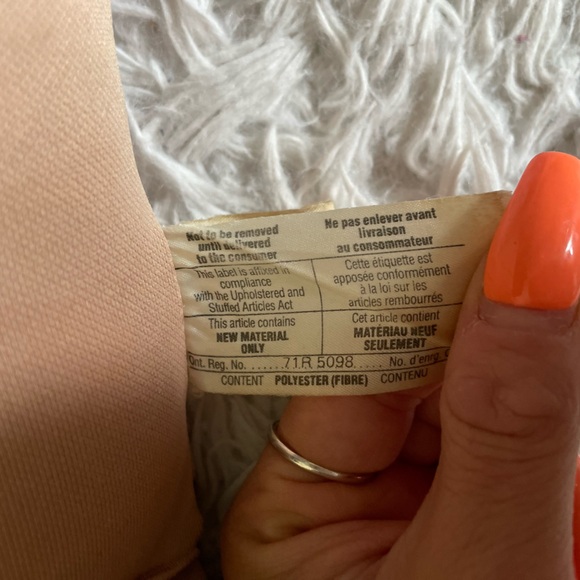 Not to be removed
until delivered
to the consumer
Ne pas enlever avant
livraison
au consommateur
This label is affixed in
compliance
with the Upholstered and
Stuffed Articles Act
Cette étiquette est
apposée conformément
à la loi sur les
articles rembourrés
This article contains
NEW MATERIAL
ONLY
Cet article contient
MATÉRIAU NEUF
SEULEMENT
Ont. Reg. No. ......71R 5098..... No. d'enrg.
CONTENT POLYESTER (FIBRE) CONTENU